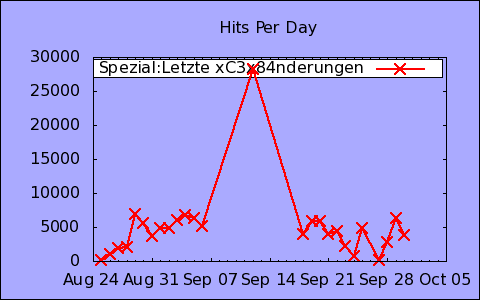 Hits Per Day
30000
Spezial:Letzte xC3x84nderungen
25000
20000
15000
10000
5000
0
Aug 24 Aug 31 Sep 07 Sep 14 Sep 21 Sep 28 Oct 05